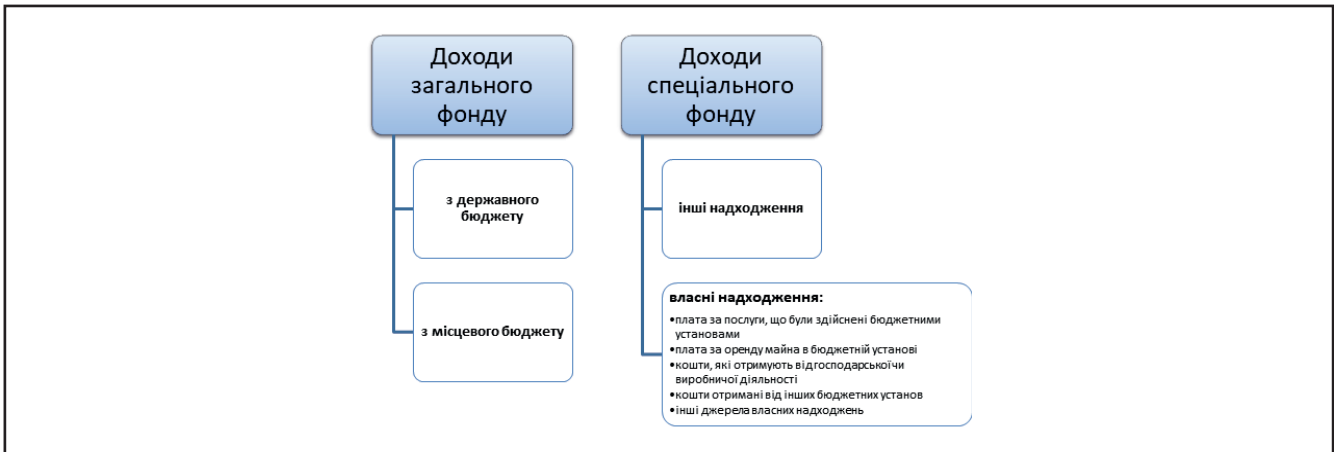 Доходи
загального
фонду
з державного
бюджету
з місцевого бюджету
Доходи
спеціального
фонду
інші надходження
власні надходження:
•плата за послуги, що були здійснені бюджетними
установами
•плата за оренду майна в бюджетній установі
•кошти, які отримують від господарської чи
виробничої діяльності
•кошти отримані від інших бюджетних установ
•інші джерела власних надходжень